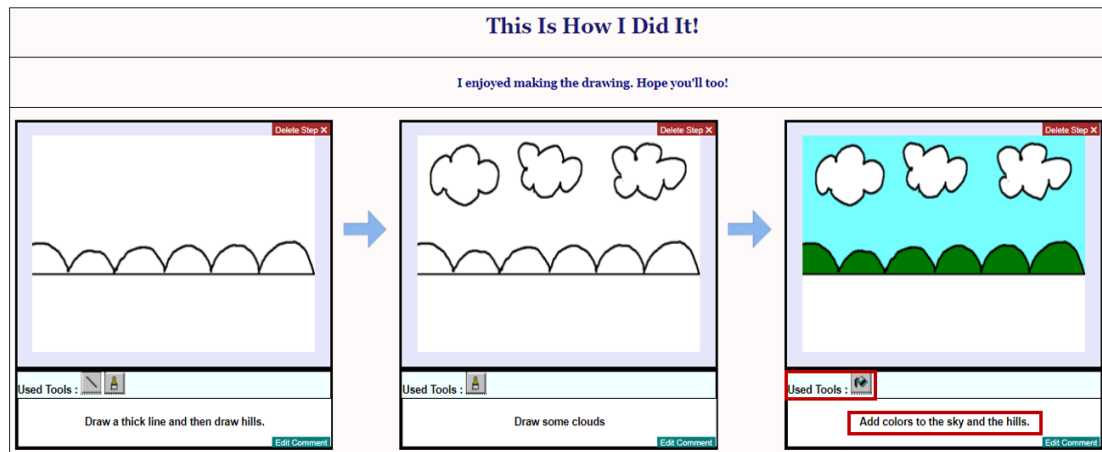 This Is How I Did It!
I enjoyed making the drawing. Hope you'll too!
Delete Step X
Delete Step X
Delete Step X
Used Tools :
Used Tools :
Used Tools :
Draw a thick line and then draw hills.
Draw some clouds
Add colors to the sky and the hills.
Edit Comment
Edit Comment
Edit Comment